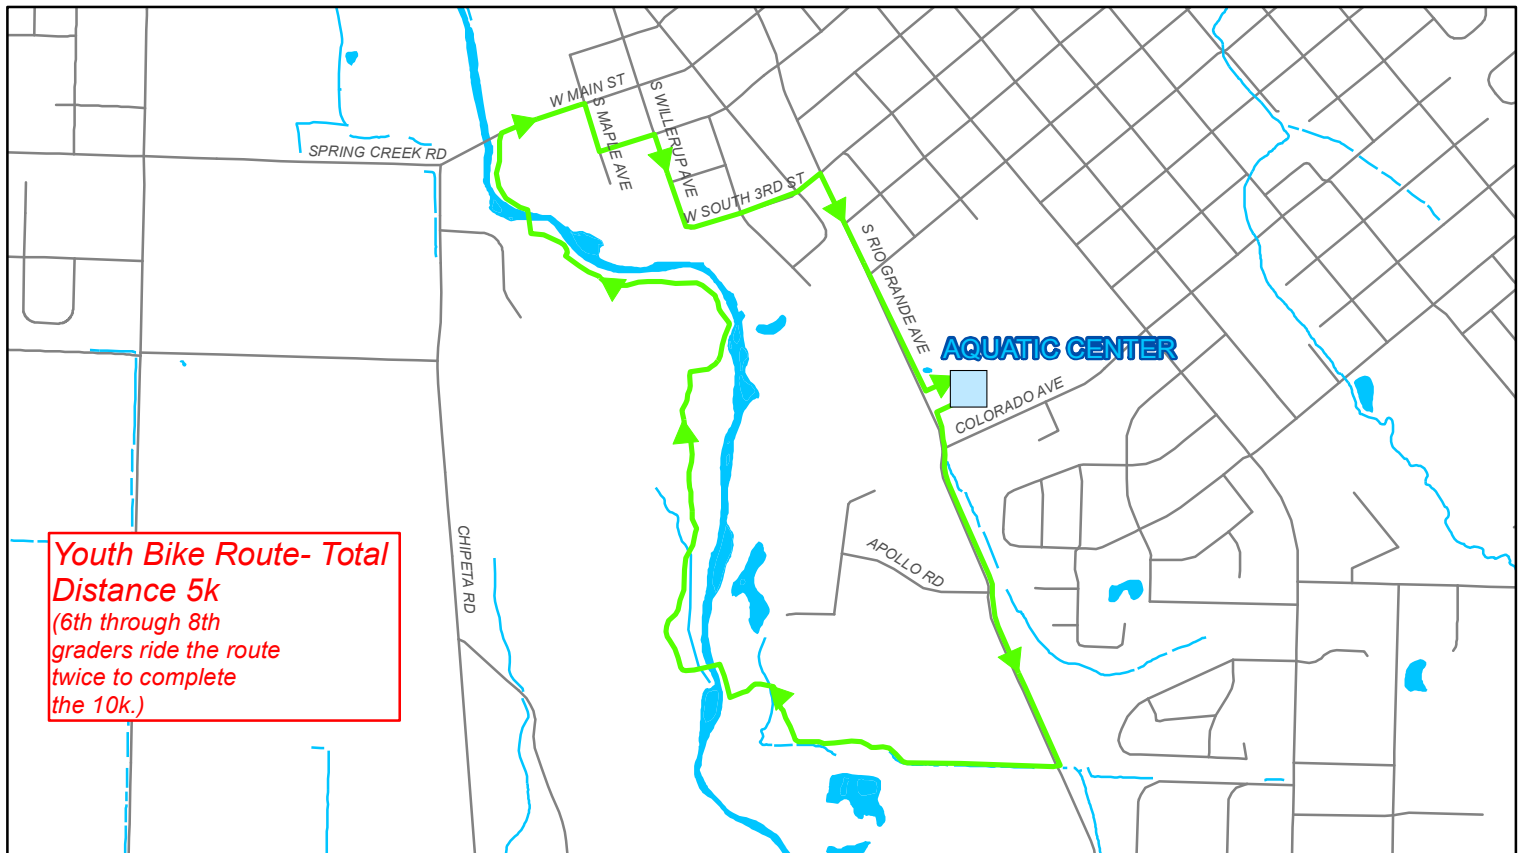 W MAIN ST
S MAPLE AVE
S WILLERUP AVE
SPRING CREEK RD
W SOUTH 3RD ST
S RIO GRANDE AVE
AQUATIC CENTER
COLORADO AVE
CHIPETA RD
APOLLO RD
Youth Bike Route- Total
Distance 5k
(6th through 8th
graders ride the route
twice to complete
the 10k.)